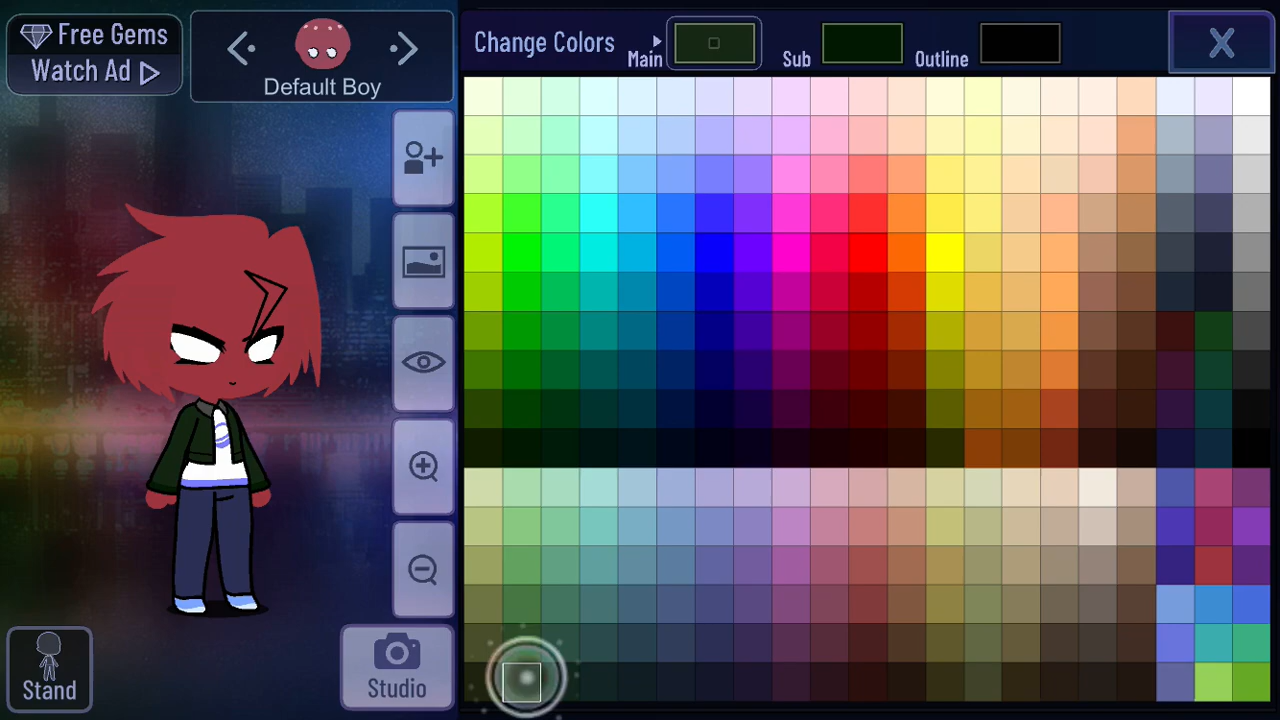 Free Gems
Watch Ad
Default Boy
Change Colors
Main
Sub
Outline
X
Stand
Studio